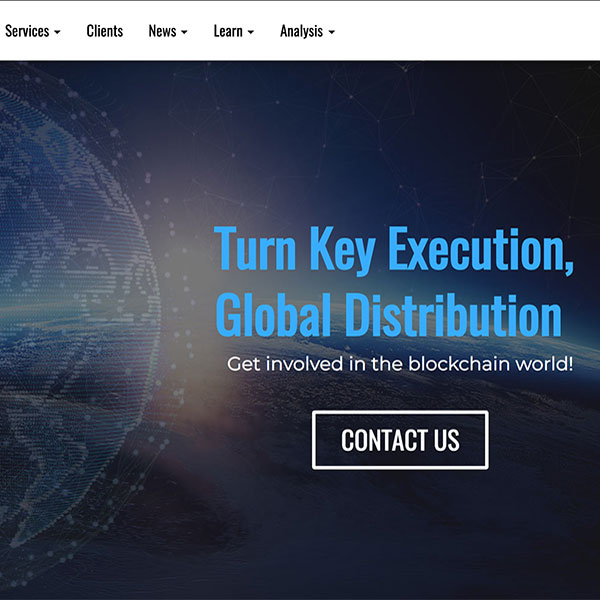 Services Clients News Learn Analysis
Turn Key Execution,
Global Distribution
Get involved in the blockchain world!
CONTACT US